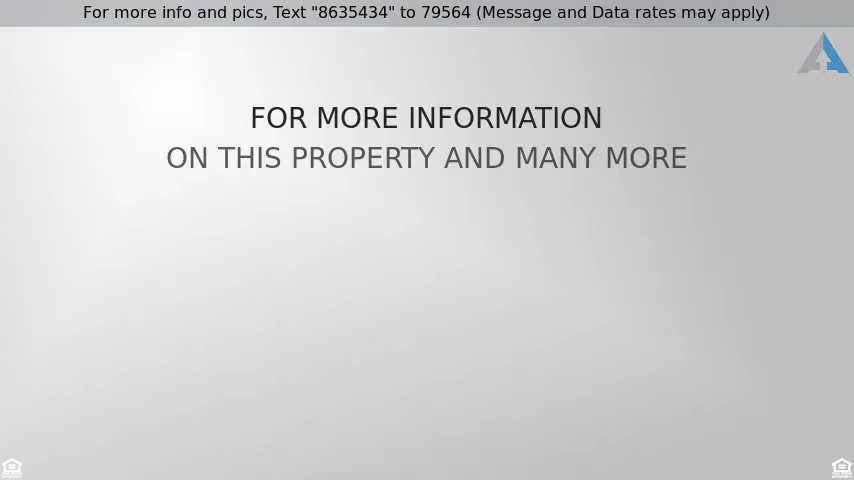 For more info and pics, Text "8635434" to 79564 (Message and Data rates may apply)
FOR MORE INFORMATION
ON THIS PROPERTY AND MANY MORE